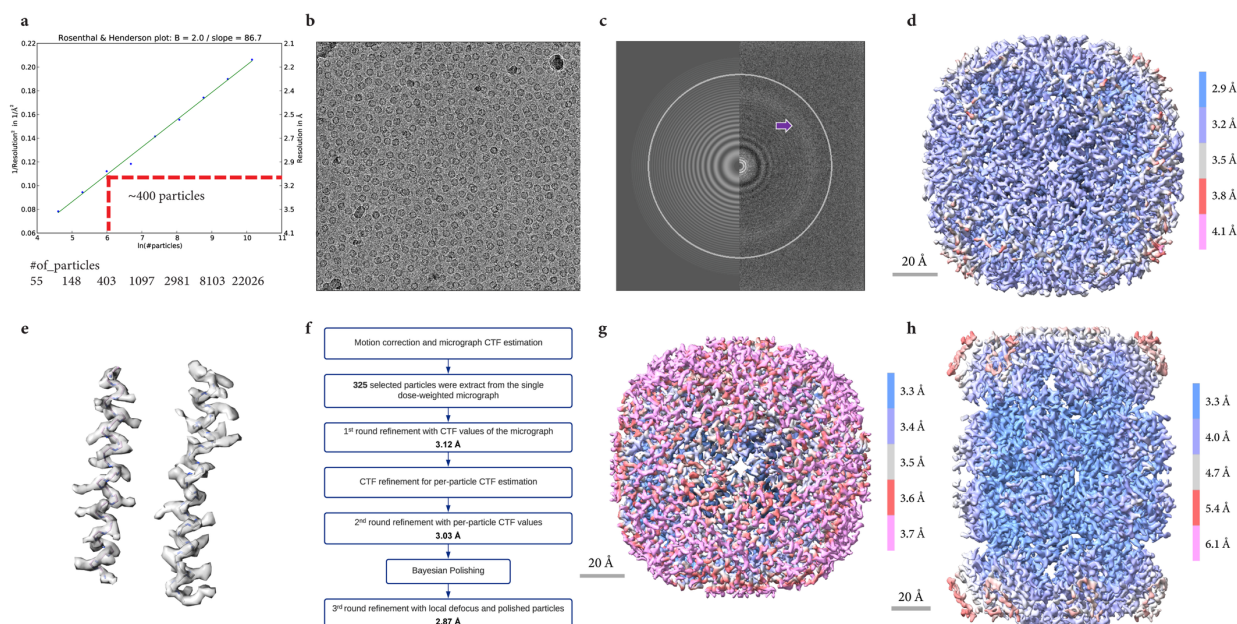 a
Rosenthal & Henderson plot: B = 2.0 / slope = 86.7
0.22
0.20
0.18
0.16
0.14
0.12
0.10
0.08
0.06
1/Resolution² in 1/Å²
2.1
2.2
2.4
2.5
2.7
2.9
3.2
3.5
4.1
Resolution in Å
~400 particles
4 5 6 7 8 9 10 11
ln(#particles)
#of_particles
55 148 403 1097 2981 8103 22026
b
c
d
2.9 Å
3.2 Å
3.5 Å
3.8 Å
4.1 Å
20 Å
e
f
Motion correction and micrograph CTF estimation
325 selected particles were extract from the single
dose-weighted micrograph
1st round refinement with CTF values of the micrograph
3.12 Å
CTF refinement for per-particle CTF estimation
2nd round refinement with per-particle CTF values
3.03 Å
Bayesian Polishing
3rd round refinement with local defocus and polished particles
2.87 Å
g
3.3 Å
3.4 Å
3.5 Å
3.6 Å
3.7 Å
20 Å
h
3.3 Å
4.0 Å
4.7 Å
5.4 Å
6.1 Å
20 Å